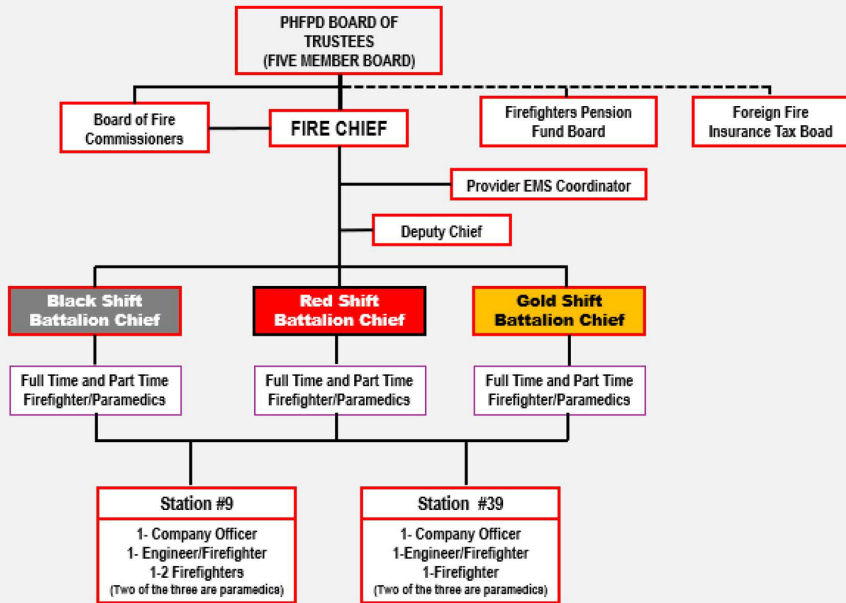 PHFPD BOARD OF
TRUSTEES
(FIVE MEMBER BOARD)
Board of Fire
Commissioners
FIRE CHIEF
Firefighters Pension
Fund Board
Foreign Fire
Insurance Tax Boad
Provider EMS Coordinator
Deputy Chief
Black Shift
Battalion Chief
Red Shift
Battalion Chief
Gold Shift
Battalion Chief
Full Time and Part Time
Firefighter/Paramedics
Full Time and Part Time
Firefighter/Paramedics
Full Time and Part Time
Firefighter/Paramedics
Station #9
1- Company Officer
1- Engineer/Firefighter
1-2 Firefighters
(Two of the three are paramedica)
Station #39
1- Company Officer
1-Engineer/Firefighter
1-Firefighter
(Two of the three are paramedics)